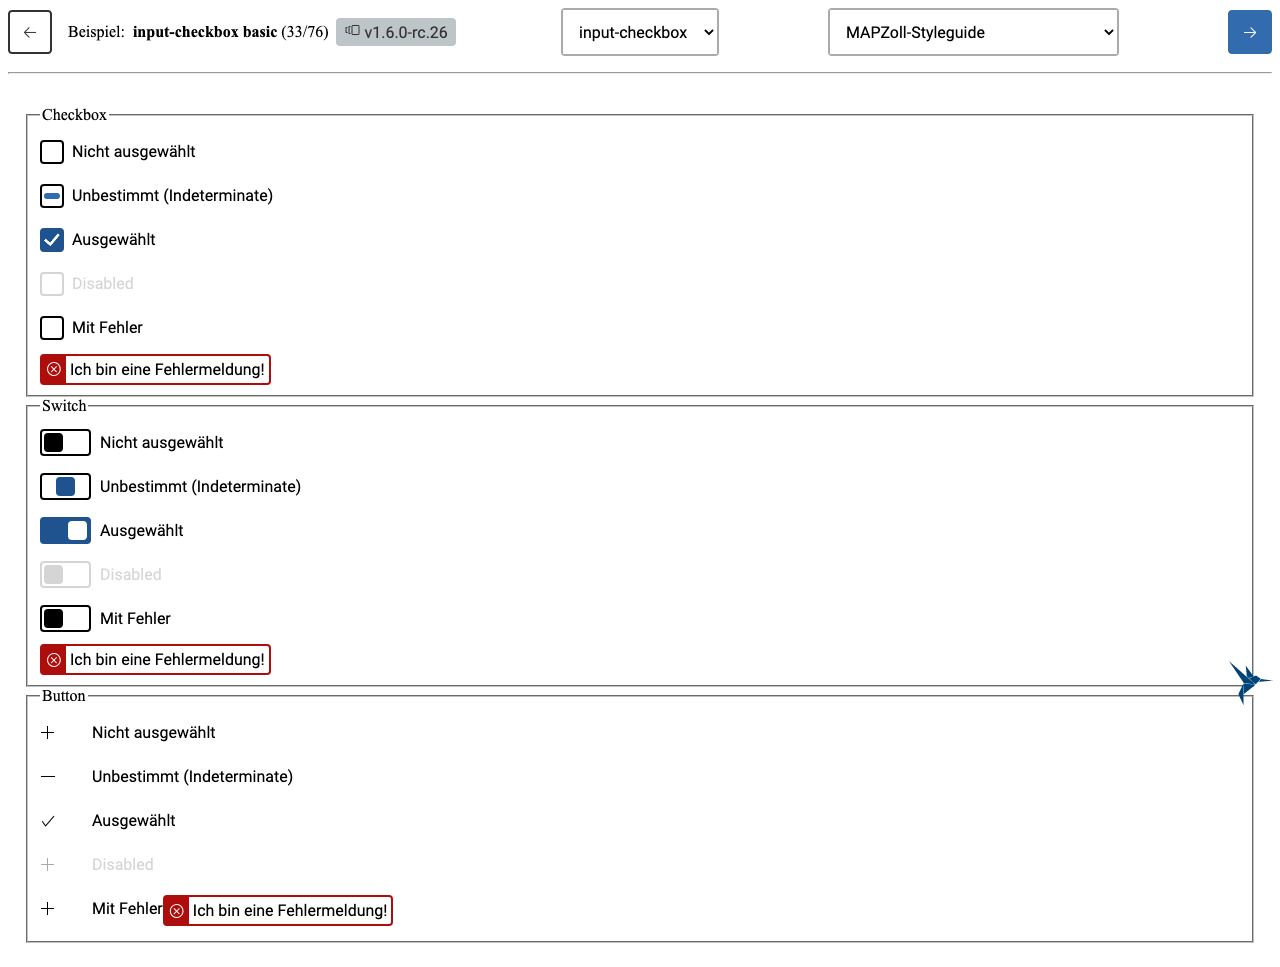 Beispiel: input-checkbox basic (33/76) v1.6.0-rc.26 input-checkbox MAPZoll-Styleguide
Checkbox
Nicht ausgewählt
Unbestimmt (Indeterminate)
Ausgewählt
Disabled
Mit Fehler
Ich bin eine Fehlermeldung!
Switch
Nicht ausgewählt
Unbestimmt (Indeterminate)
Ausgewählt
Disabled
Mit Fehler
Ich bin eine Fehlermeldung!
Button
Nicht ausgewählt
Unbestimmt (Indeterminate)
Ausgewählt
Disabled
Mit Fehler Ich bin eine Fehlermeldung!